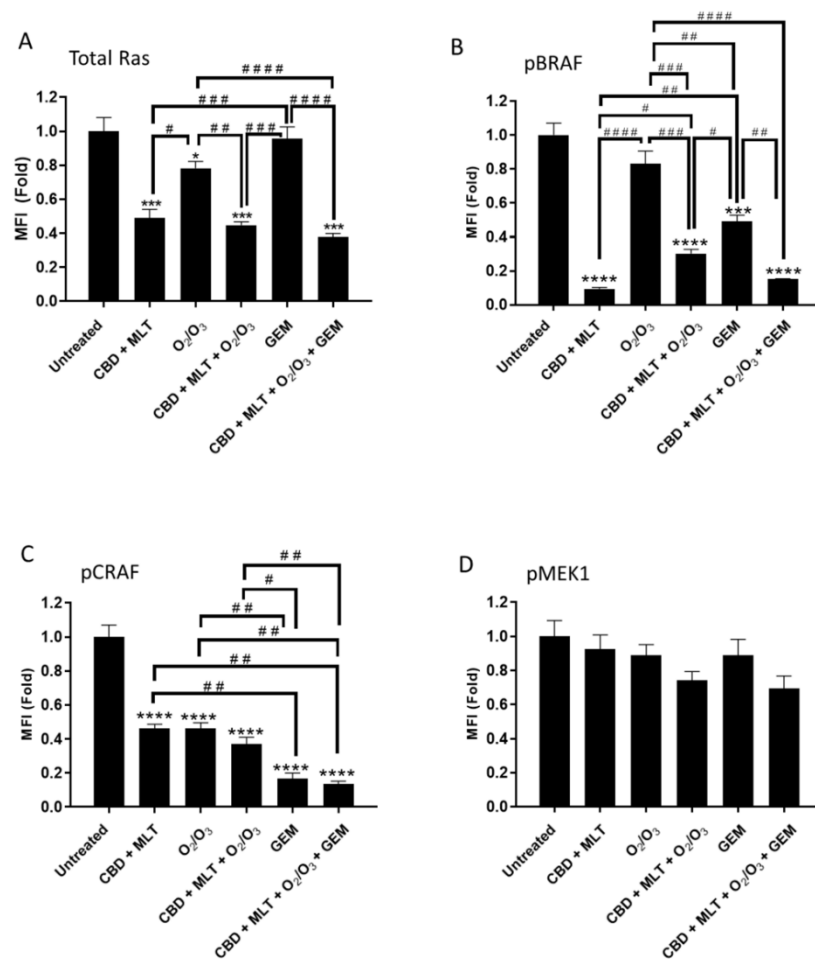 A
Total Ras
# # # #
# # #
# # # #
#
# #
# # #
1.2
1.0
0.8
0.6
0.4
0.2
0.0
MFI (Fold)
***
*
***
***
Untreated
CBD + MLT
O₂/O₃
CBD + MLT + O₂/O₃
GEM
CBD + MLT + O₂/O₃ + GEM
B
pBRAF
# # # #
# #
# # #
# #
#
# # # #
# # #
#
# #
1.2
1.0
0.8
0.6
0.4
0.2
0.0
MFI (Fold)
****
****
***
****
Untreated
CBD + MLT
O₂/O₃
CBD + MLT + O₂/O₃
GEM
CBD + MLT + O₂/O₃ + GEM
C
pCRAF
# #
#
# #
# #
# #
# #
1.2
1.0
0.8
0.6
0.4
0.2
0.0
MFI (Fold)
****
****
****
****
****
Untreated
CBD + MLT
O₂/O₃
CBD + MLT + O₂/O₃
GEM
CBD + MLT + O₂/O₃ + GEM
D
pMEK1
1.2
1.0
0.8
0.6
0.4
0.2
0.0
MFI (Fold)
Untreated
CBD + MLT
O₂/O₃
CBD + MLT + O₂/O₃
GEM
CBD + MLT + O₂/O₃ + GEM